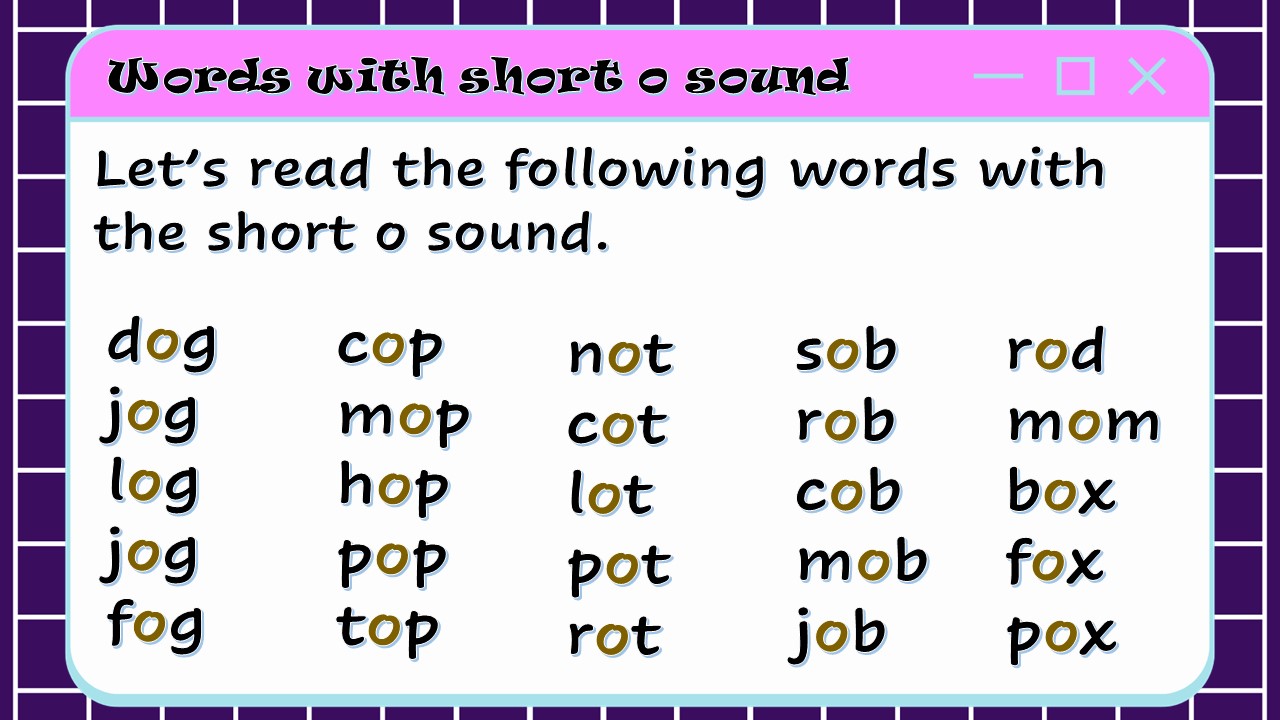 Words with short o sound
Let's read the following words with
the short o sound.
dog cop not sob rod
jog mop cot rob mom
log hop lot cob box
jog pop pot mob fox
fog top rot job pox